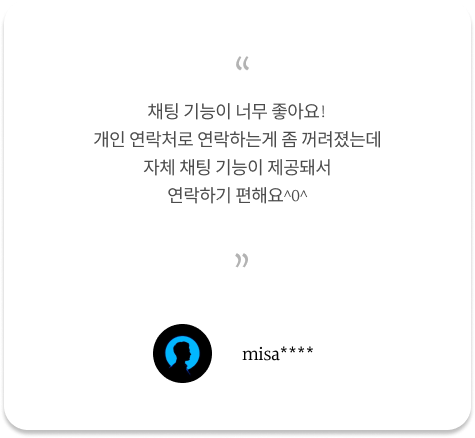 “
채팅 기능이 너무 좋아요!
개인 연락처로 연락하는게 좀 꺼려졌는데
자체 채팅 기능이 제공돼서
연락하기 편해요^0^
”
misa****